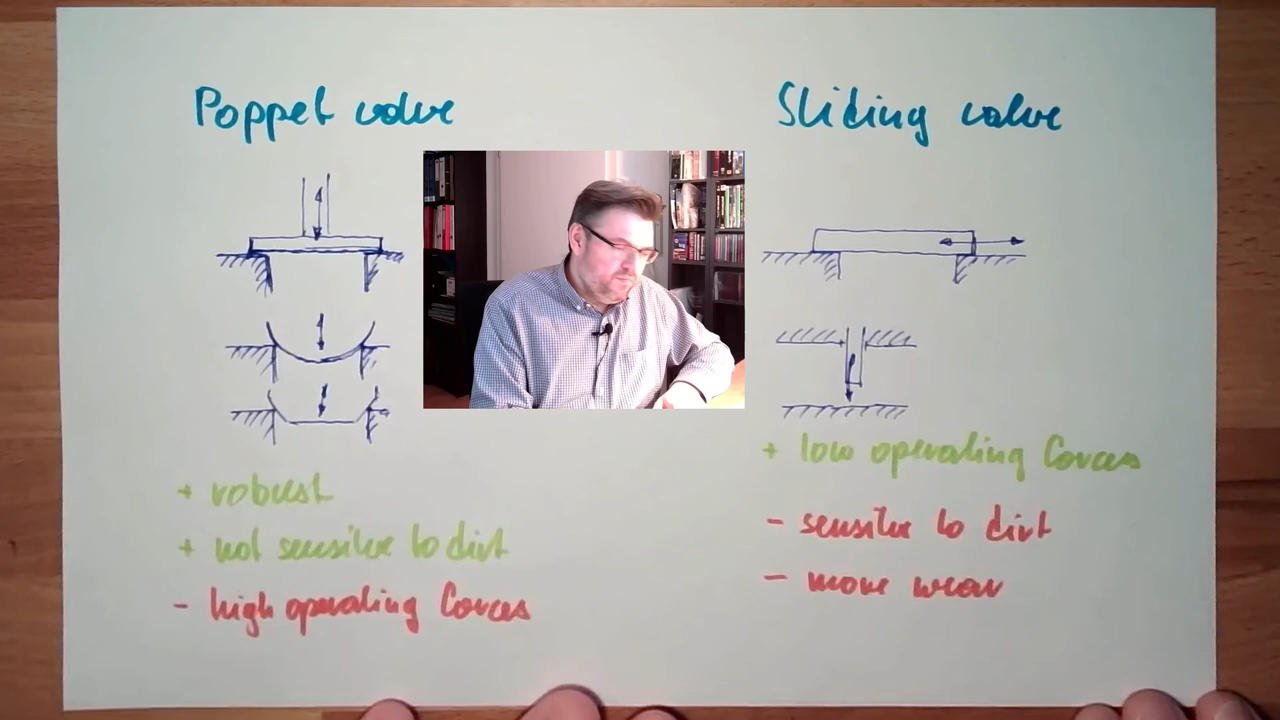 Poppet valve
+ robust
+ not sensitive to dirt
- high operating forces
Sliding valve
+ low operating forces
- sensitive to dirt
- more wear